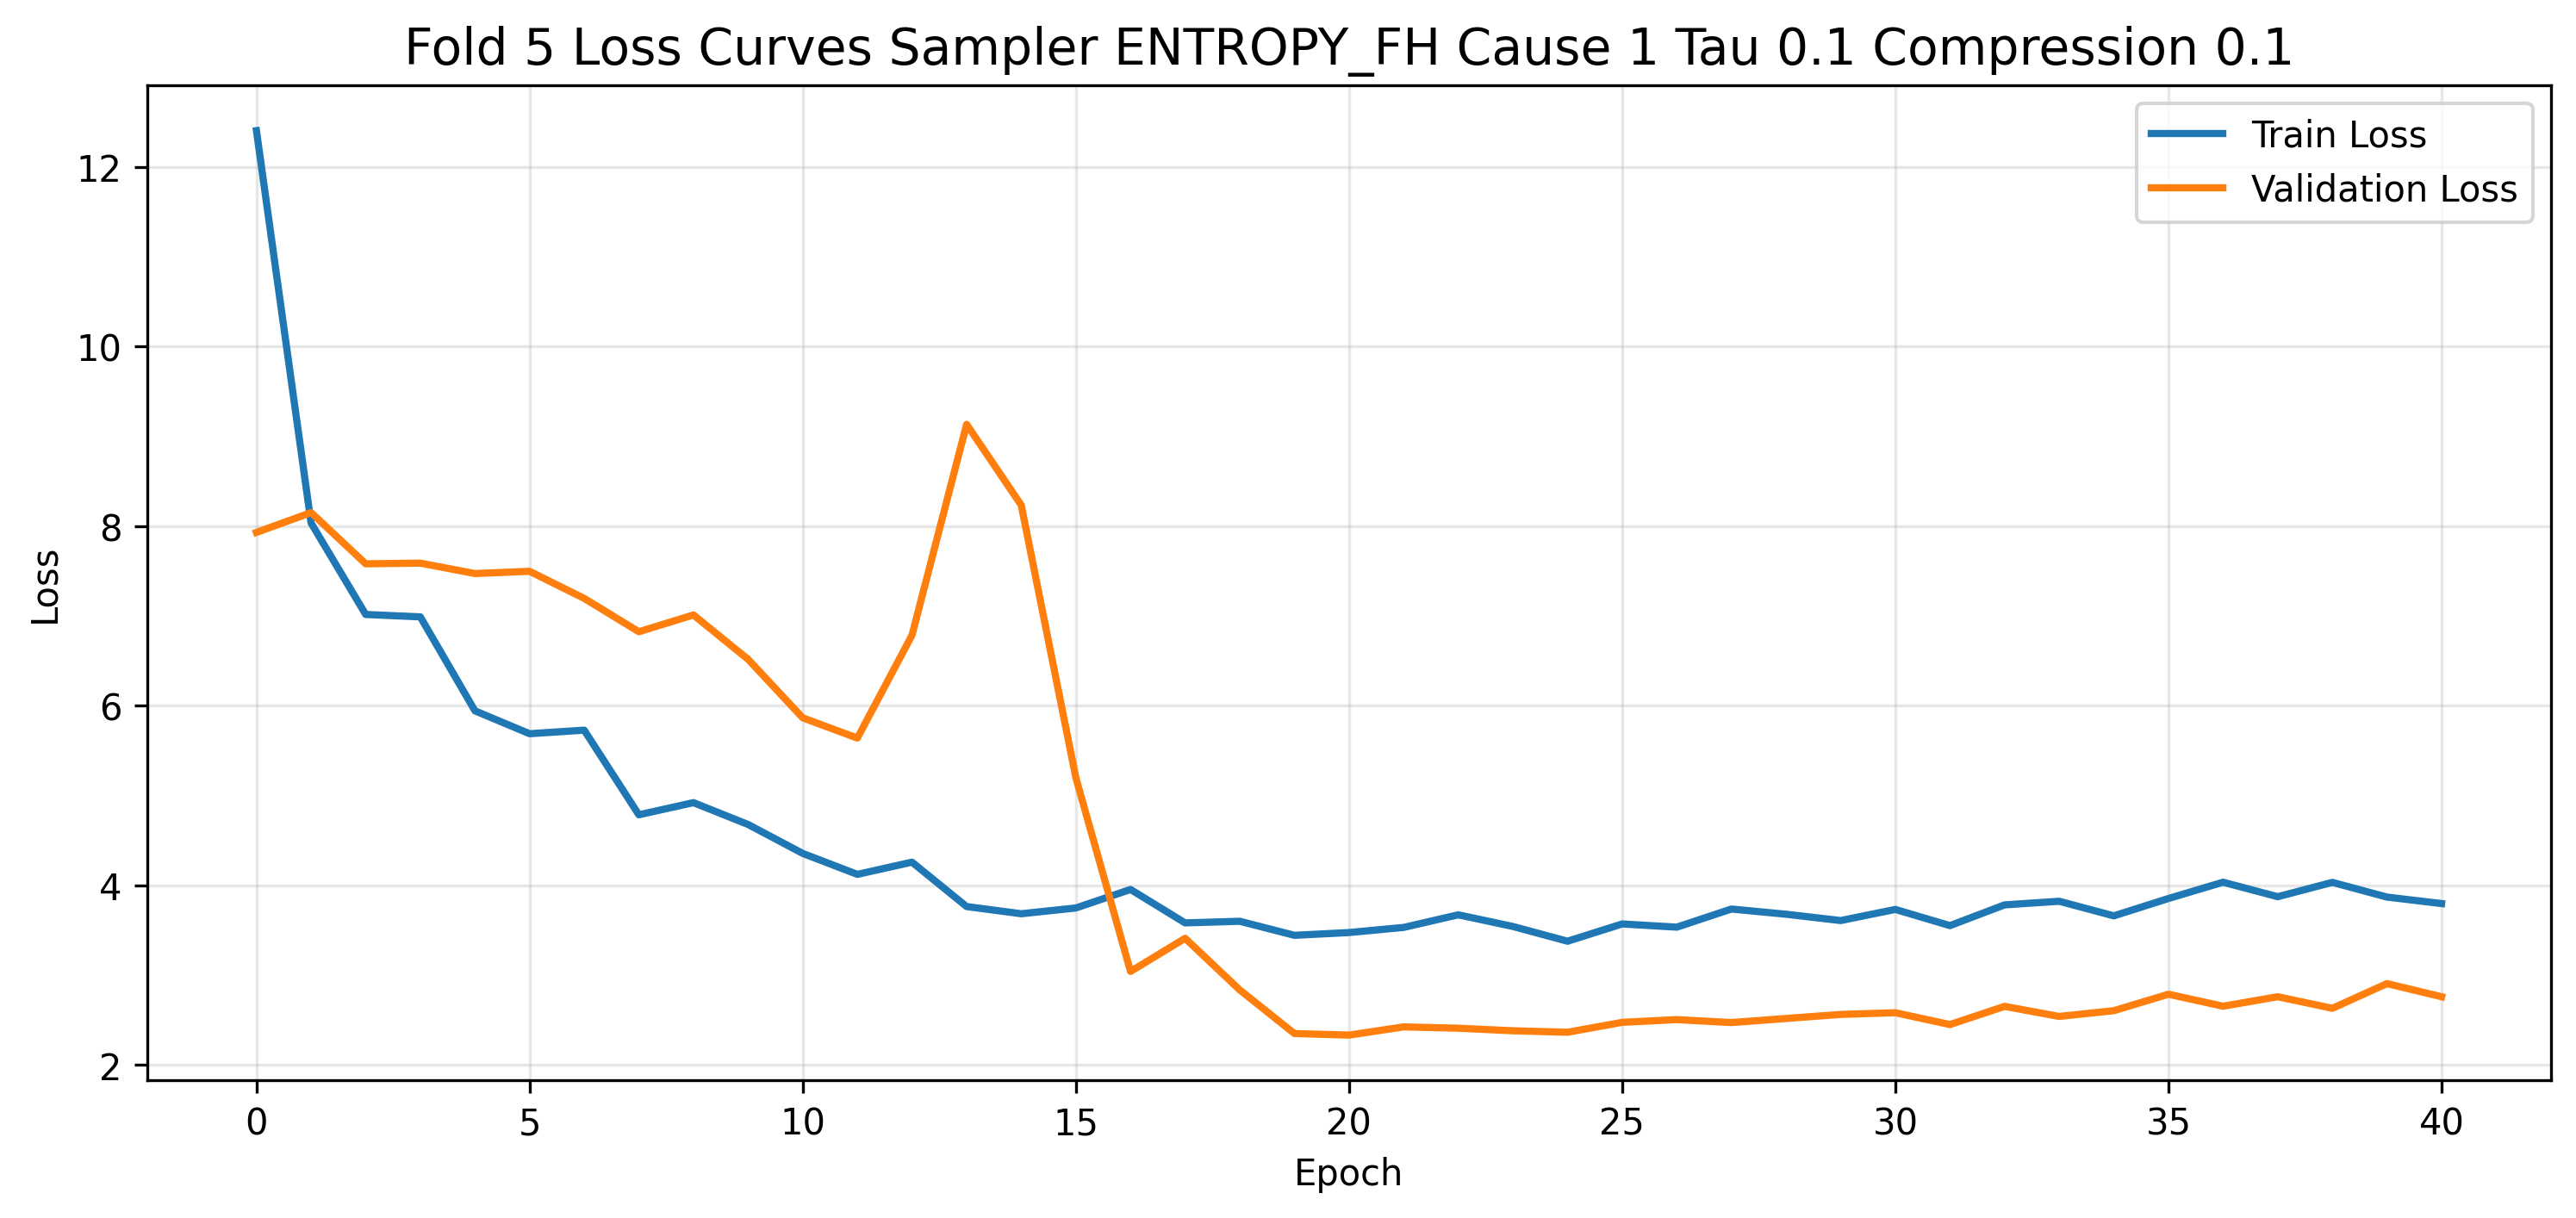 Fold 5 Loss Curves Sampler ENTROPY_FH Cause 1 Tau 0.1 Compression 0.1
Train Loss
Validation Loss
Loss
12
10
8
6
4
2
0 5 10 15 20 25 30 35 40
Epoch